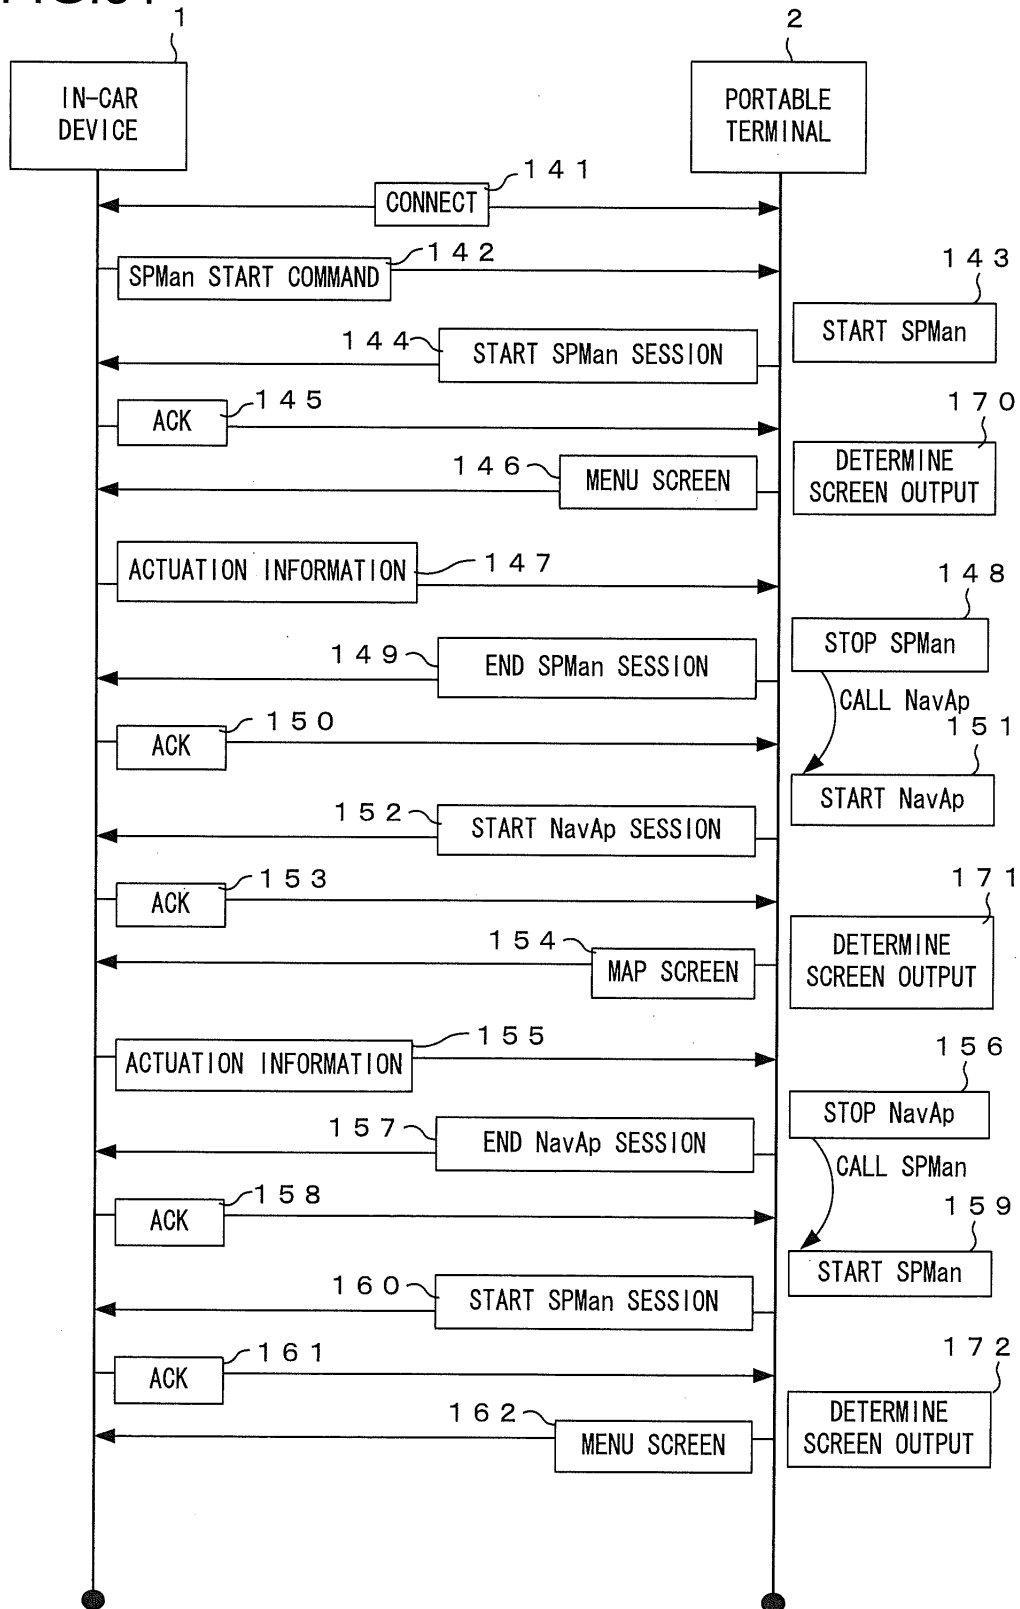 1
2
IN-CAR
DEVICE
PORTABLE
TERMINAL
141
CONNECT
142
SPMan START COMMAND
143
START SPMan
144
START SPMan SESSION
145
ACK
170
DETERMINE
SCREEN OUTPUT
146
MENU SCREEN
147
ACTUATION INFORMATION
148
STOP SPMan
149
END SPMan SESSION
CALL NavAp
150
ACK
151
START NavAp
152
START NavAp SESSION
153
ACK
171
DETERMINE
SCREEN OUTPUT
154
MAP SCREEN
155
ACTUATION INFORMATION
156
STOP NavAp
157
END NavAp SESSION
CALL SPMan
158
ACK
159
START SPMan
160
START SPMan SESSION
161
ACK
172
DETERMINE
SCREEN OUTPUT
162
MENU SCREEN